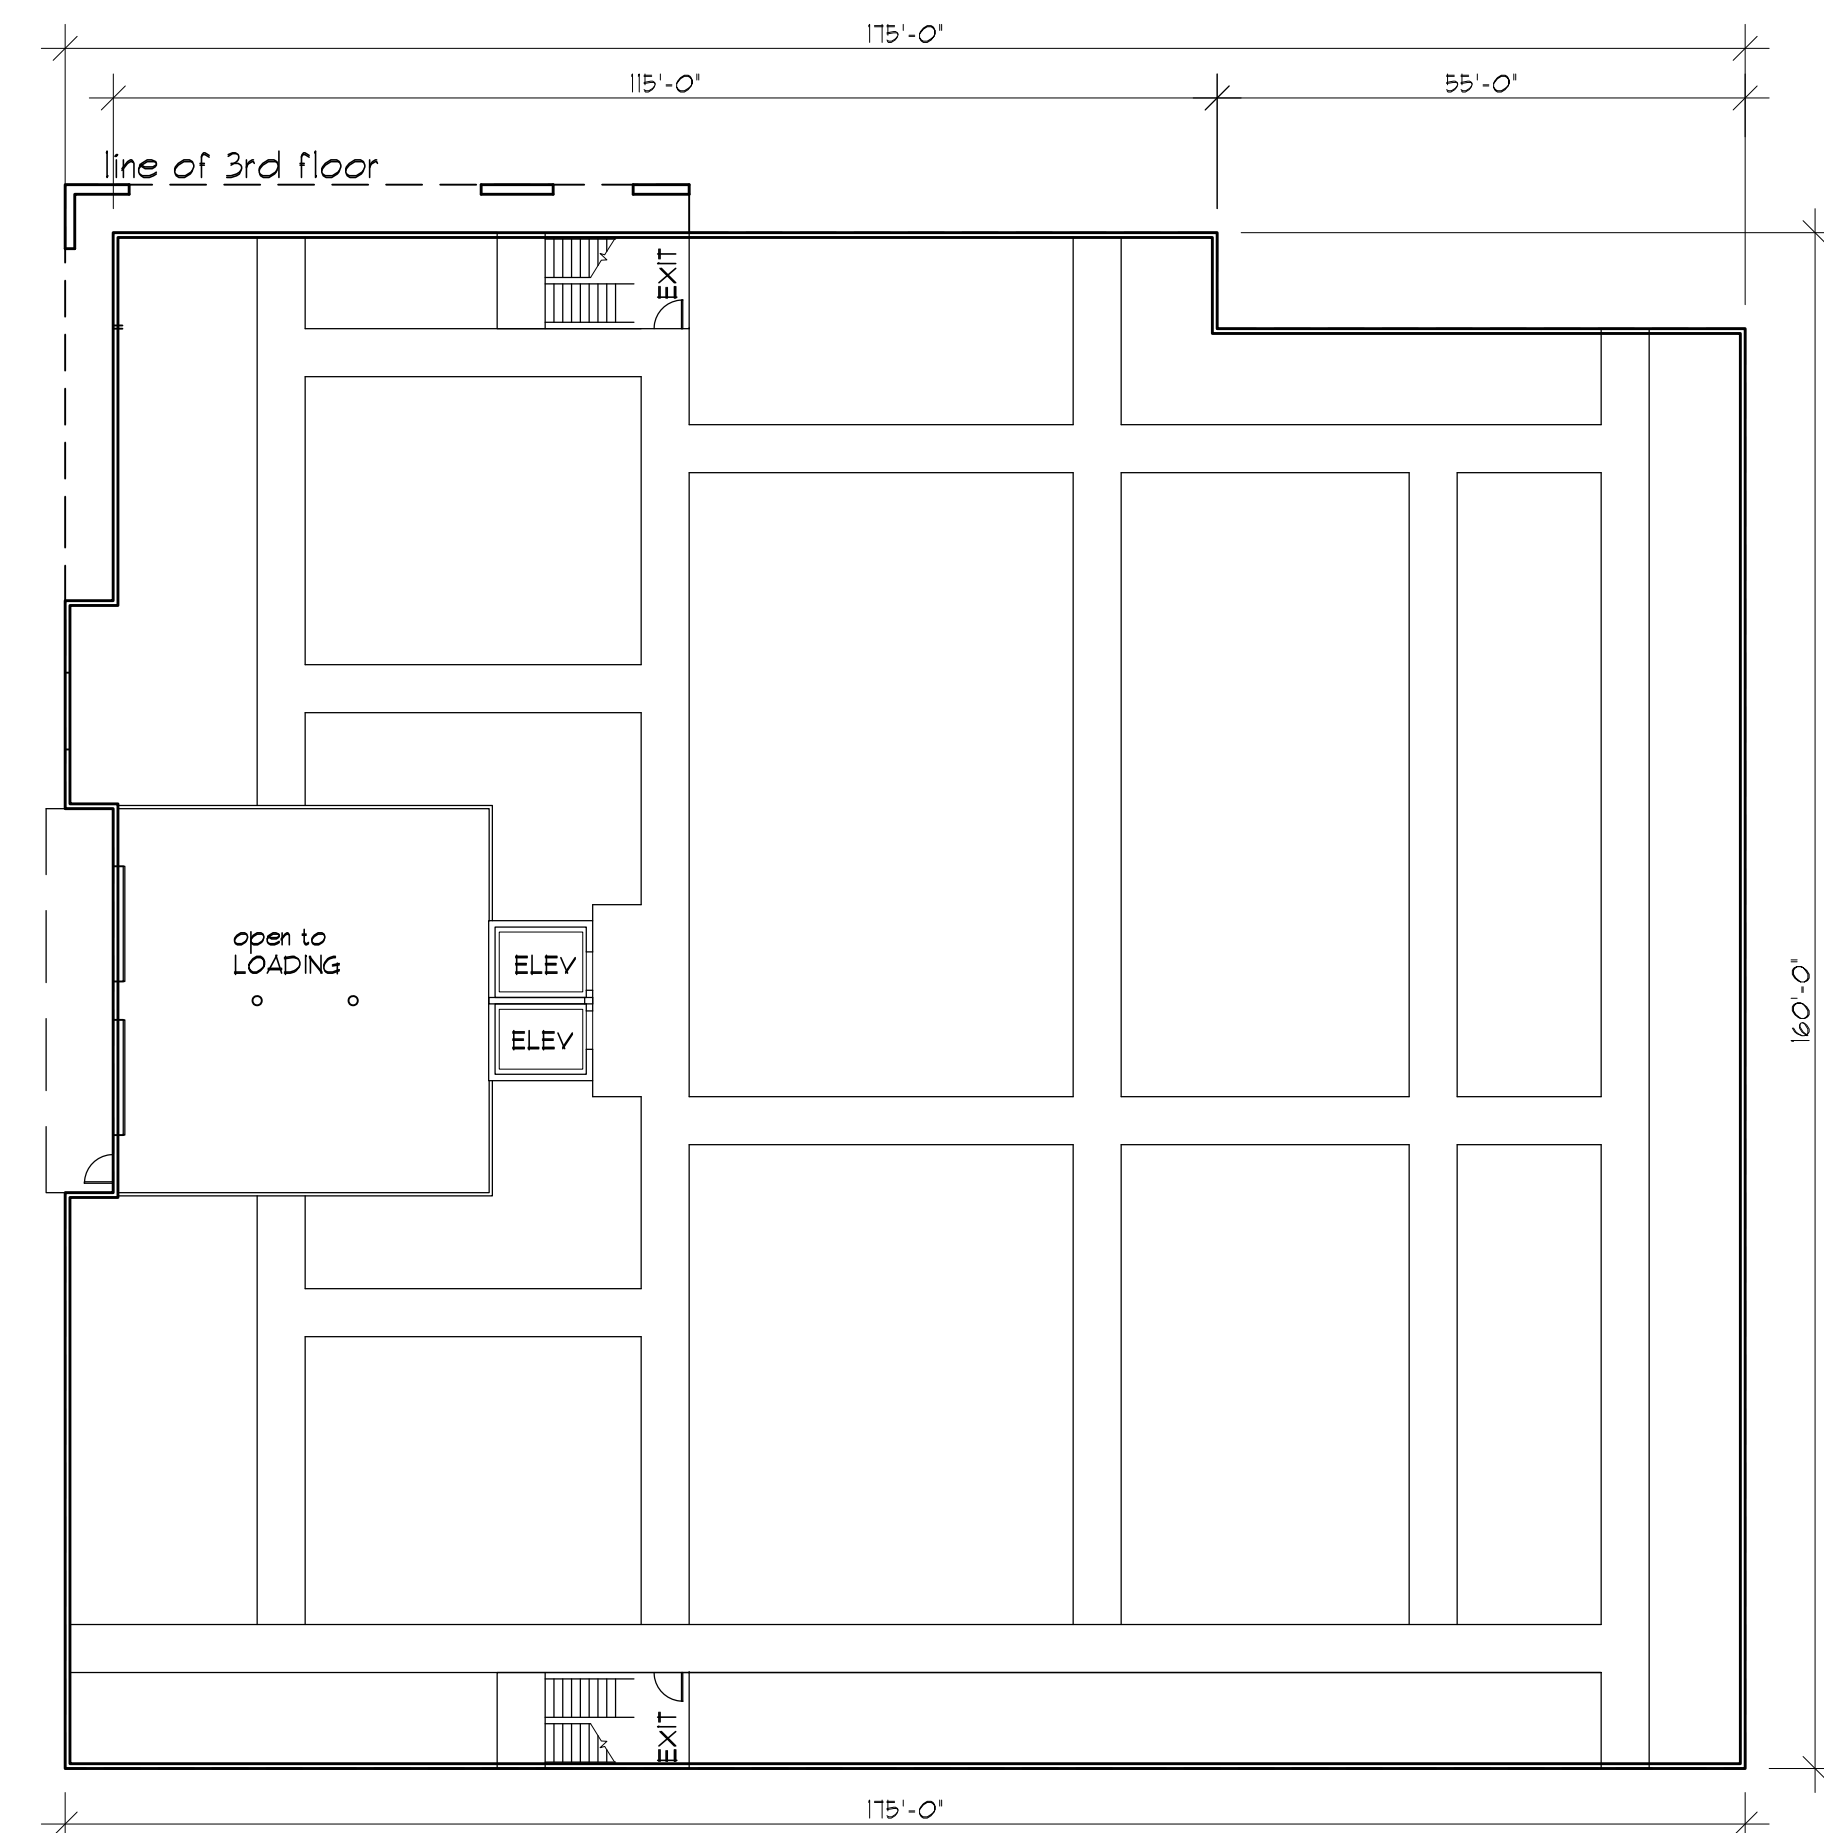 175'-0"
115'-0"
55'-0"
line of 3rd floor
EXIT
open to
LOADING
ELEV
ELEV
160'-0"
EXIT
175'-0"